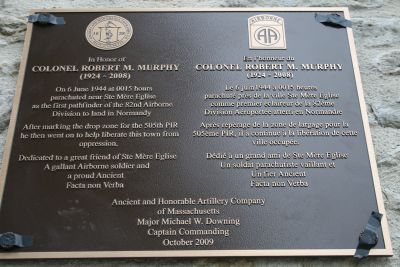 AIRBORNE
AA
In Honor of
COLONEL ROBERT M. MURPHY
(1924 - 2008)
On 6 June 1944 at 0015 hours
parachuted near Ste Mère Eglise
as the first pathfinder of the 82nd Airborne
Division to land in Normandy
After marking the drop zone for the 505th PIR
he then went on to help liberate this town from
oppression.
Dedicated to a great friend of Ste Mère Eglise
A gallant Airborne soldier and
a proud Ancient
Facta non Verba
En l'honneur du
COLONEL ROBERT M. MURPHY
(1924 - 2008)
Le 6 Juin 1944 à 0015 heures
parachuté près de la ville Ste Mère Eglise
comme premier éclaireur de la 82ème
Division Aéroportée atterri en Normandie
Après repérage de la zone de largage pour la
505ème PIR, il a continué à la libération de cette
ville occupée.
Dédié à un grand ami de Ste Mère Eglise
Un soldat parachutiste vaillant et
Un fier Ancient
Facta non Verba
Ancient and Honorable Artillery Company
of Massachusetts
Major Michael W. Downing
Captain Commanding
October 2009